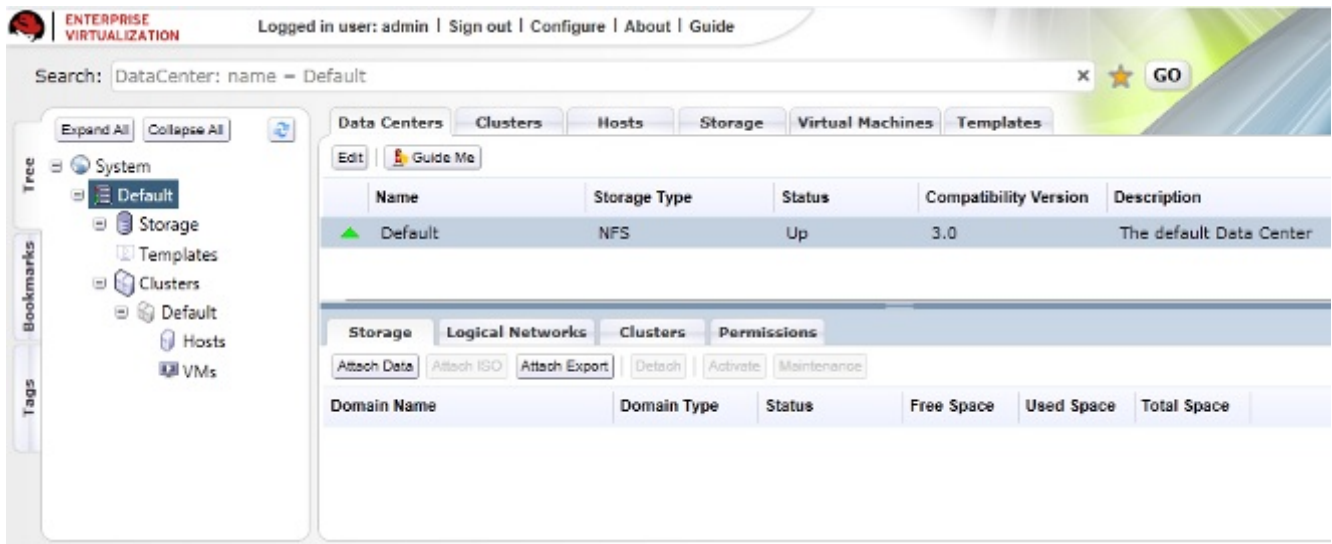 ENTERPRISE
VIRTUALIZATION
Logged in user: admin | Sign out | Configure | About | Guide
Search: DataCenter: name = Default × GO
Expand All Collapse All
Tree
Bookmarks
Tags
System
Default
Storage
Templates
Clusters
Default
Hosts
VMs
Data Centers Clusters Hosts Storage Virtual Machines Templates
Edit Guide Me
Name Storage Type Status Compatibility Version Description
Default NFS Up 3.0 The default Data Center
Storage Logical Networks Clusters Permissions
Attach Data Attach ISO Attach Export Detach Activate Maintenance
Domain Name Domain Type Status Free Space Used Space Total Space